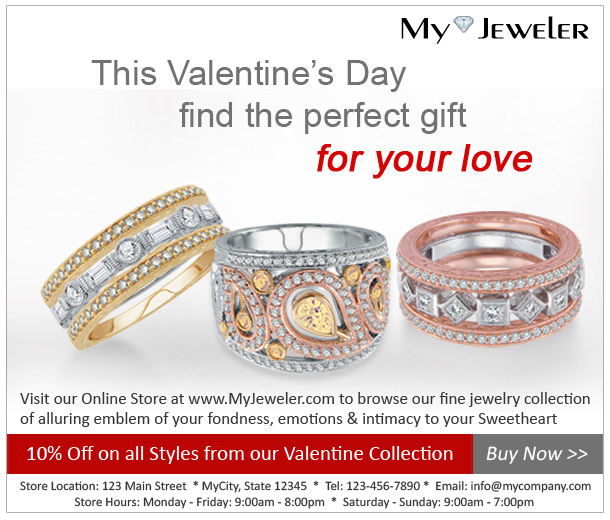 My Jeweler
This Valentine's Day
find the perfect gift
for your love
Visit our Online Store at www.MyJeweler.com to browse our fine jewelry collection
of alluring emblem of your fondness, emotions & intimacy to your Sweetheart
10% Off on all Styles from our Valentine Collection Buy Now >>
Store Location: 123 Main Street * MyCity, State 12345 * Tel: 123-456-7890 * Email: info@mycompany.com
Store Hours: Monday - Friday: 9:00am - 8:00pm * Saturday - Sunday: 9:00am - 7:00pm